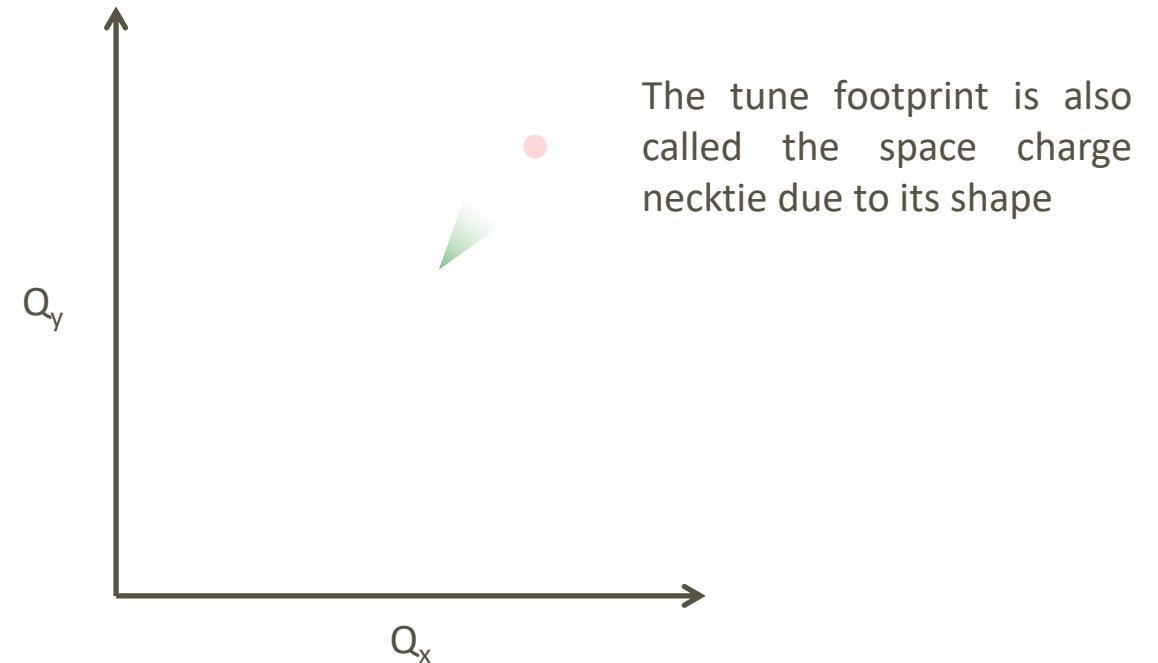 The tune footprint is also
called the space charge
necktie due to its shape
Qy
Qx